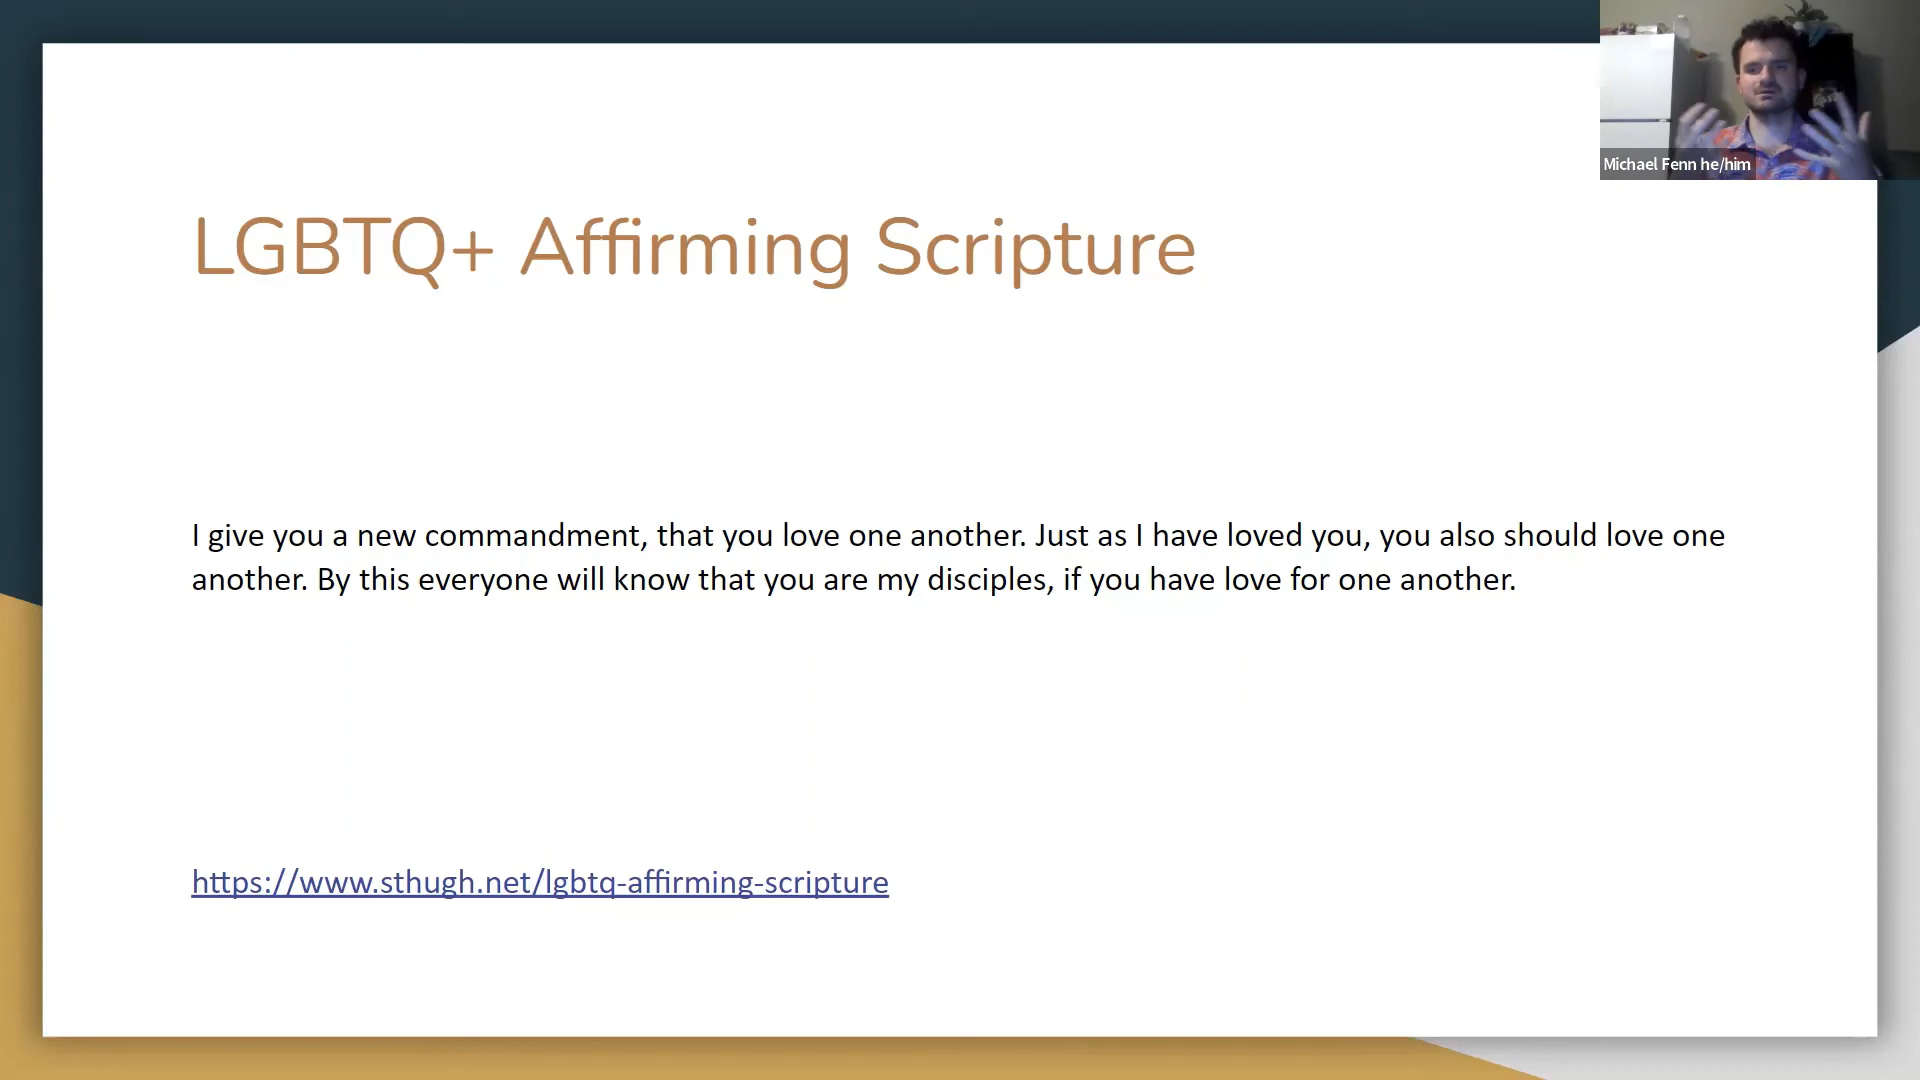 LGBTQ+ Affirming Scripture
I give you a new commandment, that you love one another. Just as I have loved you, you also should love one
another. By this everyone will know that you are my disciples, if you have love for one another.
https://www.sthugh.net/lgbtq-affirming-scripture
Michael Fenn he/him